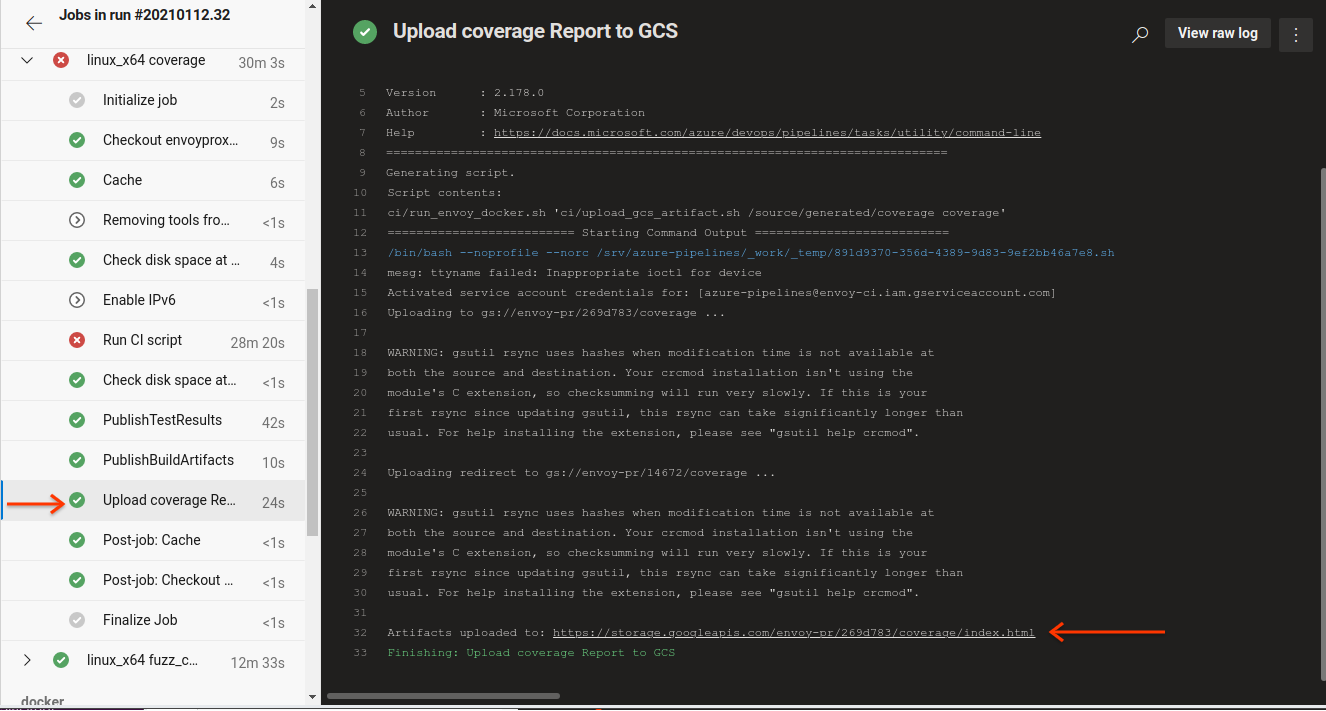 Jobs in run #20210112.32
linux_x64 coverage 30m 3s
Initialize job 2s
Checkout envoyprox... 9s
Cache 6s
Removing tools fro... <1s
Check disk space at ... 4s
Enable IPv6 <1s
Run CI script 28m 20s
Check disk space at... <1s
PublishTestResults 42s
PublishBuildArtifacts 10s
Upload coverage Re... 24s
Post-job: Cache <1s
Post-job: Checkout ... <1s
Finalize Job <1s
linux_x64 fuzz_c... 12m 33s
docker
Upload coverage Report to GCS
View raw log
5 Version : 2.178.0
6 Author : Microsoft Corporation
7 Help : https://docs.microsoft.com/azure/devops/pipelines/tasks/utility/command-line
8 ==============================================================================
9 Generating script.
10 Script contents:
11 ci/run_envoy_docker.sh 'ci/upload_gcs_artifact.sh /source/generated/coverage coverage'
12 ========================== Starting Command Output ===========================
13 /bin/bash --noprofile --norc /srv/azure-pipelines/_work/_temp/891d9370-356d-4389-9d83-9ef2bb46a7e8.sh
14 mesg: ttyname failed: Inappropriate ioctl for device
15 Activated service account credentials for: [azure-pipelines@envoy-ci.iam.gserviceaccount.com]
16 Uploading to gs://envoy-pr/269d783/coverage ...
17
18 WARNING: gsutil rsync uses hashes when modification time is not available at
19 both the source and destination. Your crcmod installation isn't using the
20 module's C extension, so checksumming will run very slowly. If this is your
21 first rsync since updating gsutil, this rsync can take significantly longer than
22 usual. For help installing the extension, please see "gsutil help crcmod".
23
24 Uploading redirect to gs://envoy-pr/14672/coverage ...
25
26 WARNING: gsutil rsync uses hashes when modification time is not available at
27 both the source and destination. Your crcmod installation isn't using the
28 module's C extension, so checksumming will run very slowly. If this is your
29 first rsync since updating gsutil, this rsync can take significantly longer than
30 usual. For help installing the extension, please see "gsutil help crcmod".
31
32 Artifacts uploaded to: https://storage.googleapis.com/envoy-pr/269d783/coverage/index.html
33 Finishing: Upload coverage Report to GCS